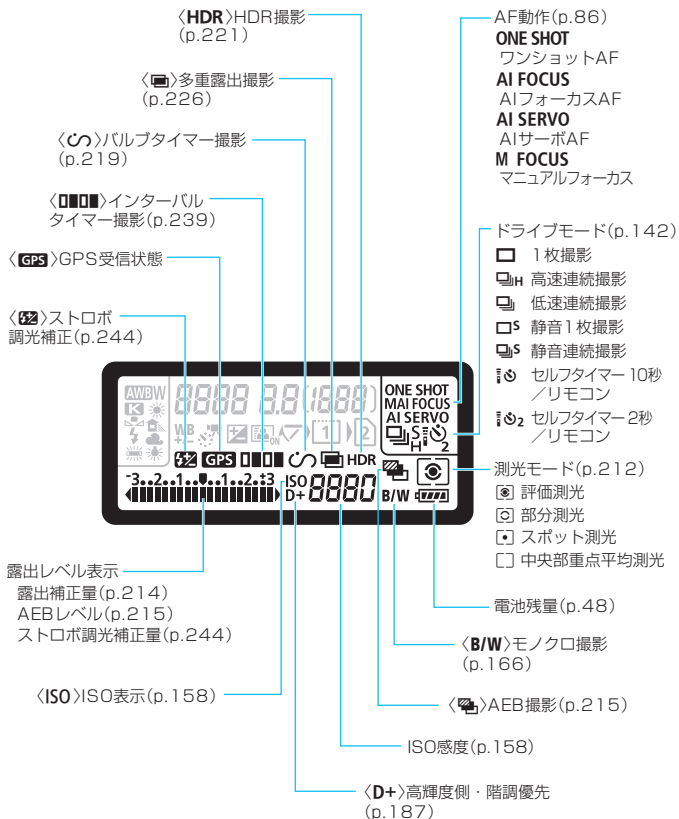 〈HDR〉HDR撮影
(p.221)
〈〉多重露出撮影
(p.226)
〈〉バルブタイマー撮影
(p.219)
〈〉インターバル
タイマー撮影(p.239)
〈GPS〉GPS受信状態
〈〉ストロボ
調光補正(p.244)
AF動作(p.86)
ONE SHOT
ワンショットAF
AI FOCUS
AIフォーカスAF
AI SERVO
AIサーボAF
M FOCUS
マニュアルフォーカス
ドライブモード(p.142)
1枚撮影
H 高速連続撮影
低速連続撮影
S 静音1枚撮影
S 静音連続撮影
セルフタイマー10秒
/リモコン
2 セルフタイマー2秒
/リモコン
測光モード(p.212)
評価測光
部分測光
スポット測光
中央部重点平均測光
電池残量(p.48)
AWB W 8888 8.8 (1888)
K
WB
+/- ON
ONE SHOT
MAI FOCUS
AI SERVO
S
H 2
GPS HDR
-3..2..1..▼..1..2.+3 ISO
D+ 8880 B/W
露出レベル表示
露出補正量(p.214)
AEBレベル(p.215)
ストロボ調光補正量(p.244)
〈ISO〉ISO表示(p.158)
〈B/W〉モノクロ撮影
(p.166)
〈〉AEB撮影(p.215)
ISO感度(p.158)
〈D+〉高輝度側・階調優先
(p.187)